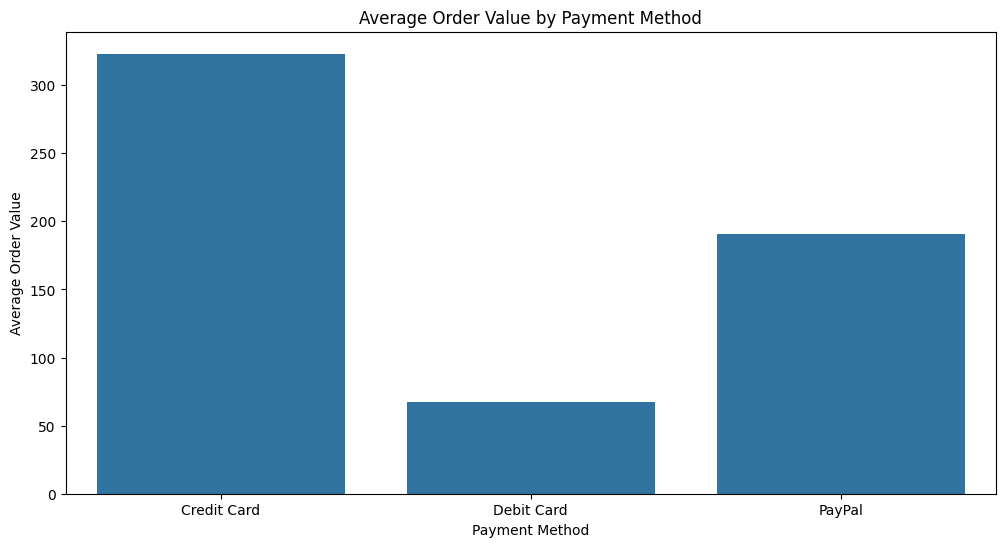 Average Order Value by Payment Method
Average Order Value
300
250
200
150
100
50
0
Credit Card
Debit Card
PayPal
Payment Method